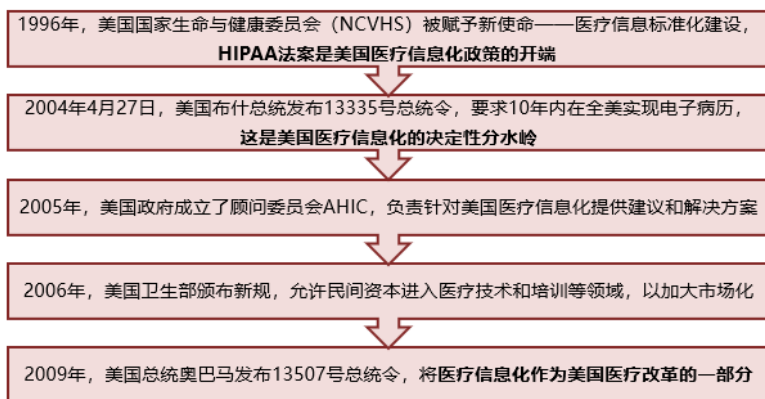 1996年，美国国家生命与健康委员会（NCVHS）被赋予新使命——医疗信息标准化建设，
HIPAA法案是美国医疗信息化政策的开端
2004年4月27日，美国布什总统发布13335号总统令，要求10年内在全美实现电子病历，
这是美国医疗信息化的决定性分水岭
2005年，美国政府成立了顾问委员会AHIC，负责针对美国医疗信息化提供建议和解决方案
2006年，美国卫生部颁布新规，允许民间资本进入医疗技术和培训等领域，以加大市场化
2009年，美国总统奥巴马发布13507号总统令，将医疗信息化作为美国医疗改革的一部分